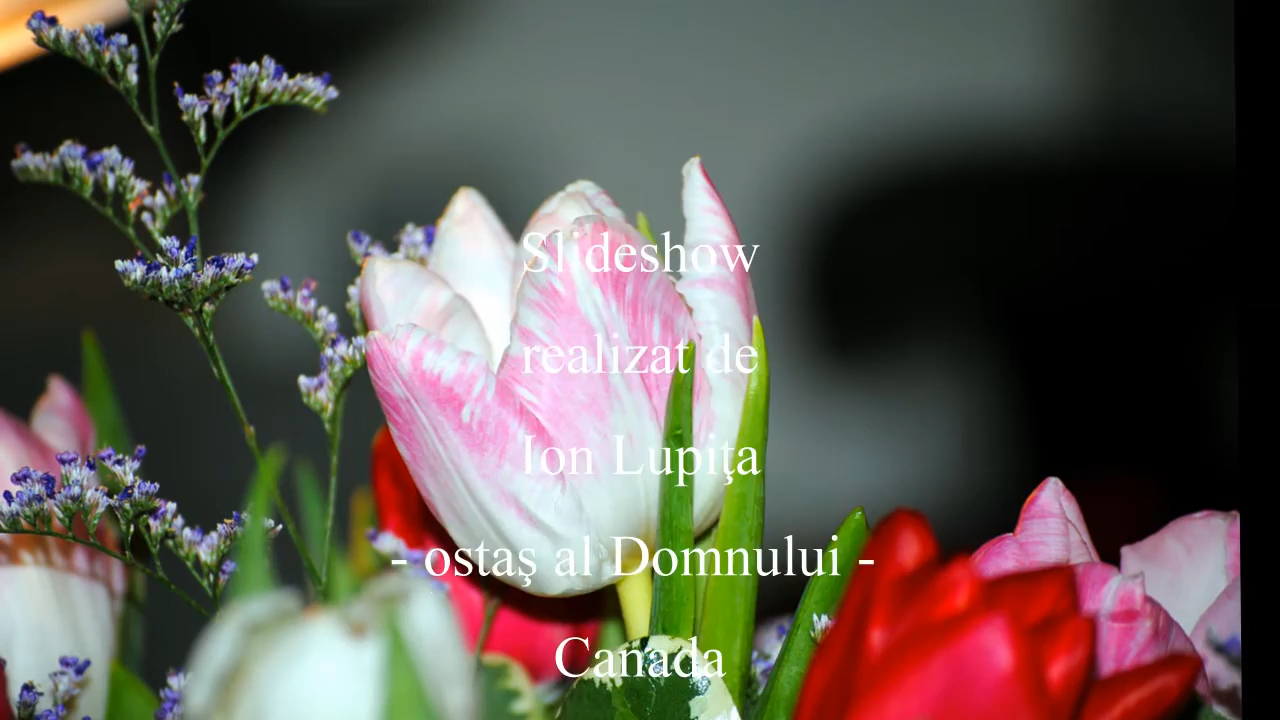 Slideshow
realizat de
Ion Lupiţa
- ostaş al Domnului -
Canada